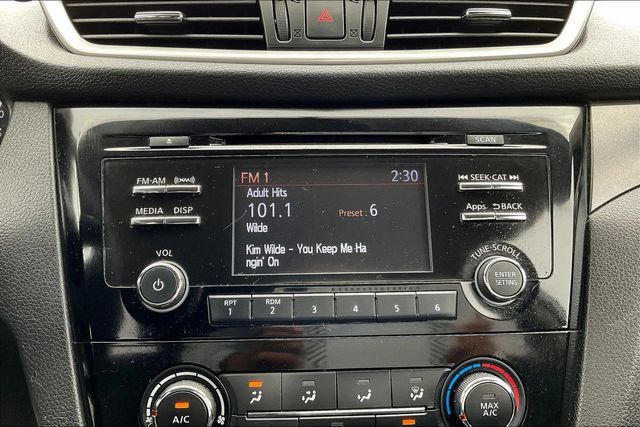 SCAN
FM·AM
MEDIA DISP
VOL
FM 1 2:30
Adult Hits
101.1 Preset : 6
Wilde
Kim Wilde - You Keep Me Ha
ngin' On
SEEK·CAT
Apps BACK
TUNE·SCROLL
ENTER
SETTING
RPT RDM
1 2 3 4 5 6
A/C
MAX
A/C